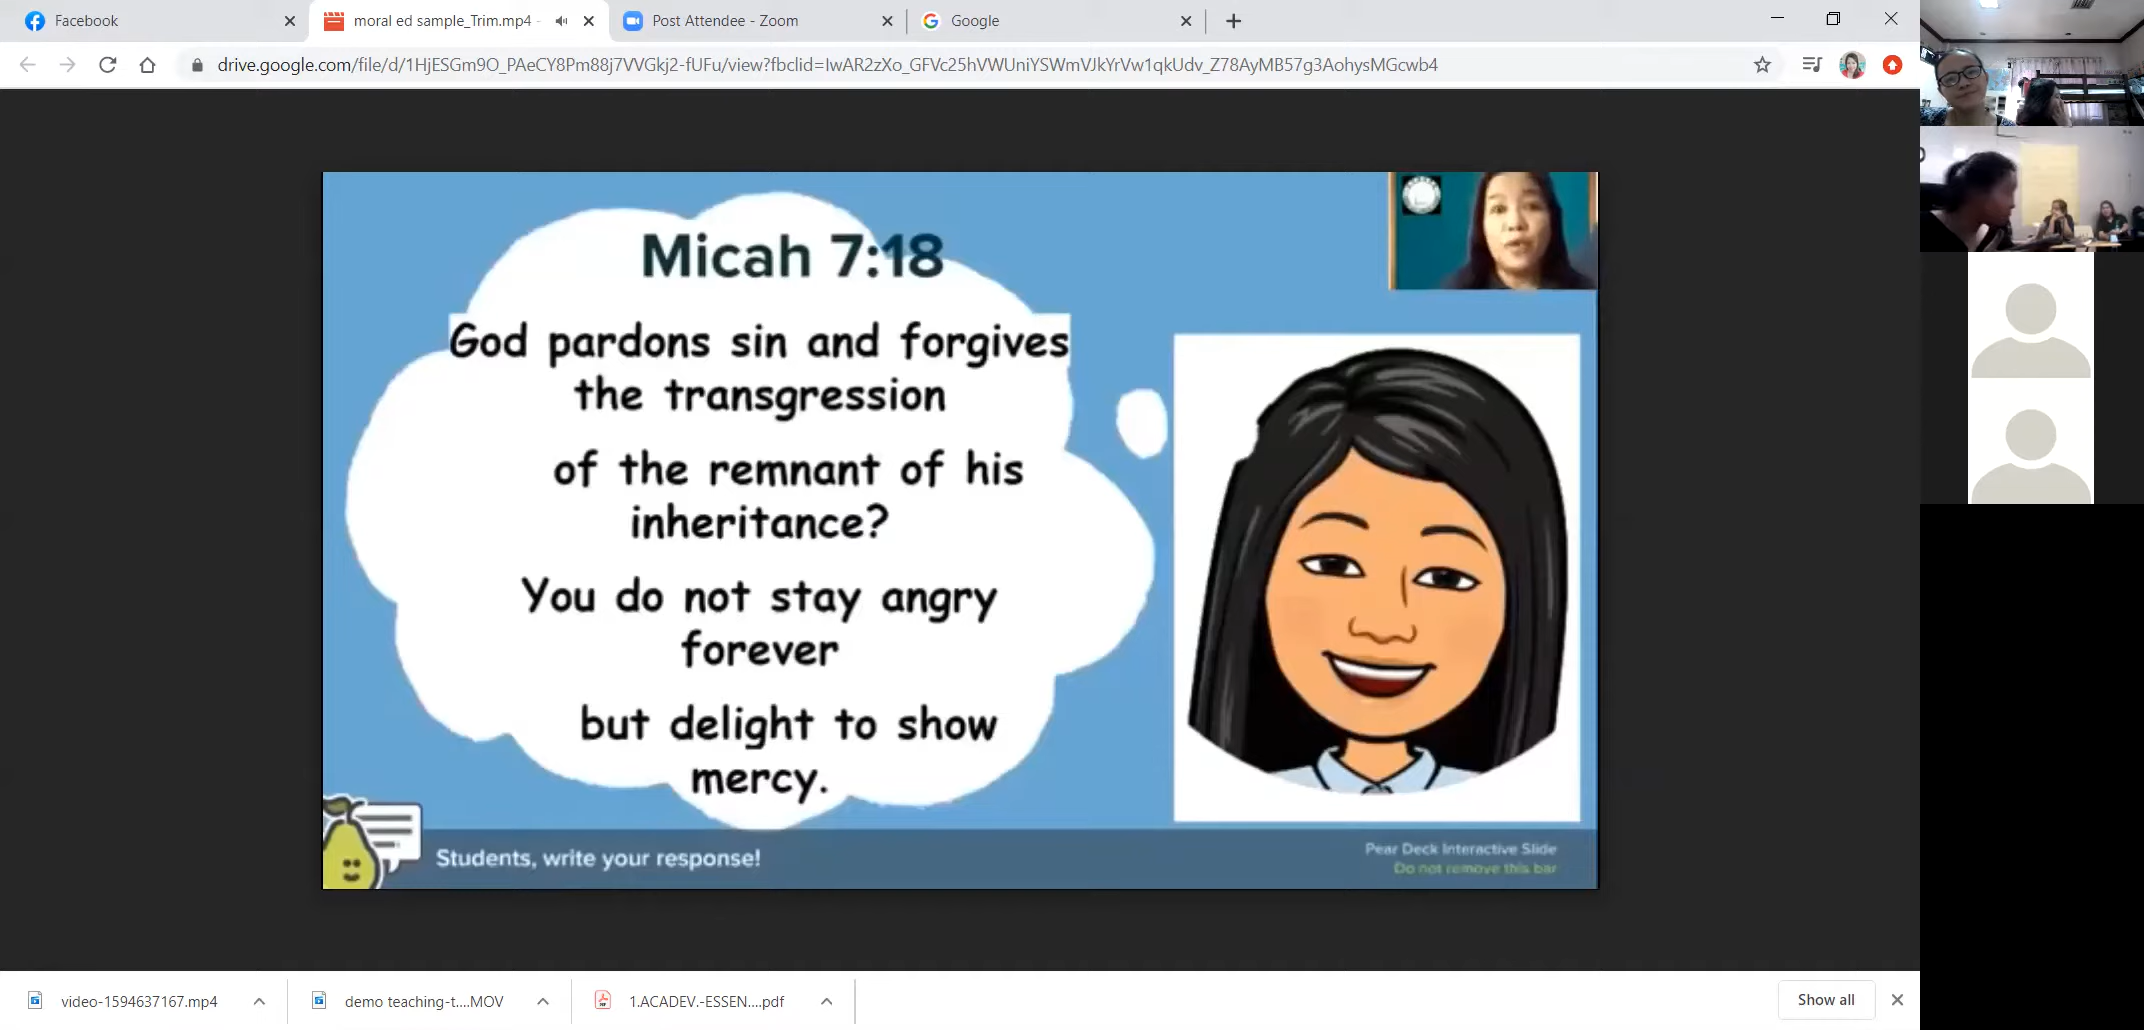 Facebook
moral ed sample_Trim.mp4 -
Post Attendee - Zoom
Google
drive.google.com/file/d/1HjESGm9O_PAeCY8Pm88j7VVGkj2-fUFu/view?fbclid=IwAR2zXo_GFVc25hVWUniYSWmVJkYrVw1qkUdv_Z78AyMB57g3AohysMGcwb4
Micah 7:18
God pardons sin and forgives
the transgression
of the remnant of his
inheritance?
You do not stay angry
forever
but delight to show
mercy.
Students, write your response!
Pear Deck Interactive Slide
Do not remove this bar
video-1594637167.mp4
demo teaching-t....MOV
1.ACADEV.-ESSEN....pdf
Show all